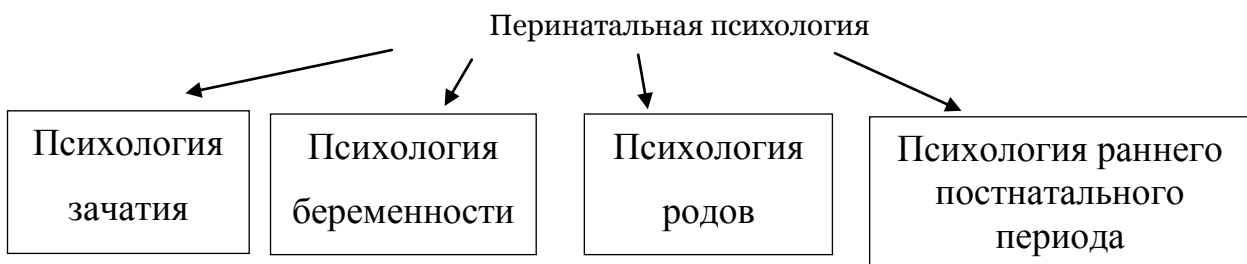 Перинатальная психология
Психология
зачатия
Психология
беременности
Психология
родов
Психология раннего
постнатального
периода